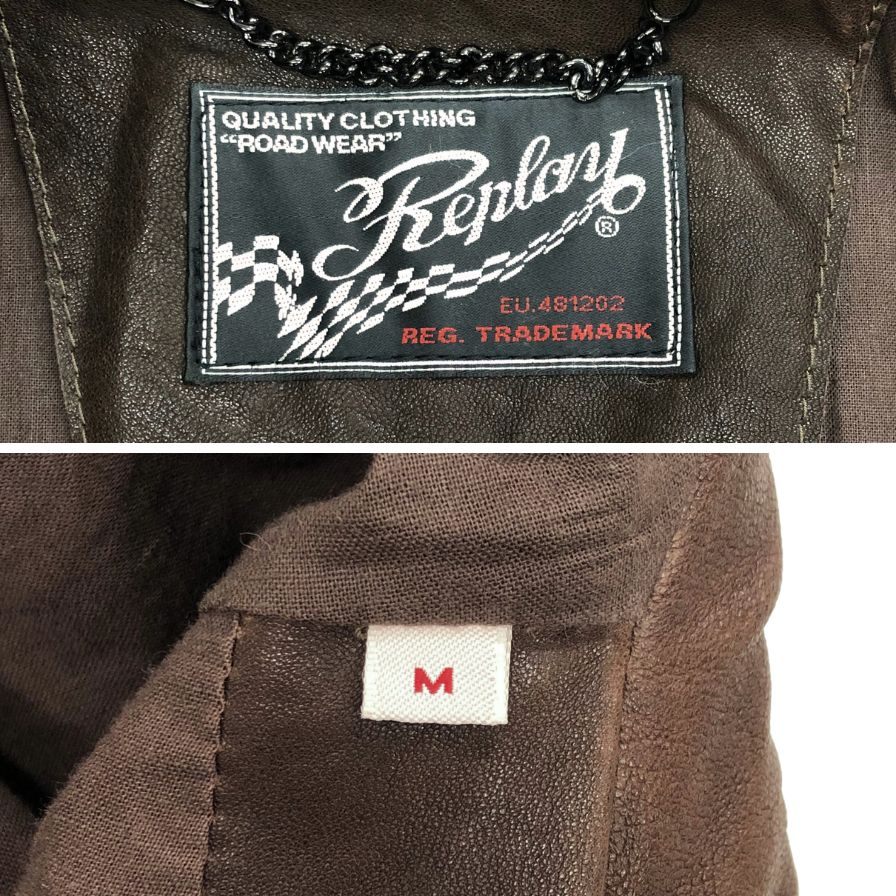 QUALITY CLOTHING
"ROAD WEAR"
Replay
®
EU.481202
REG. TRADEMARK
M